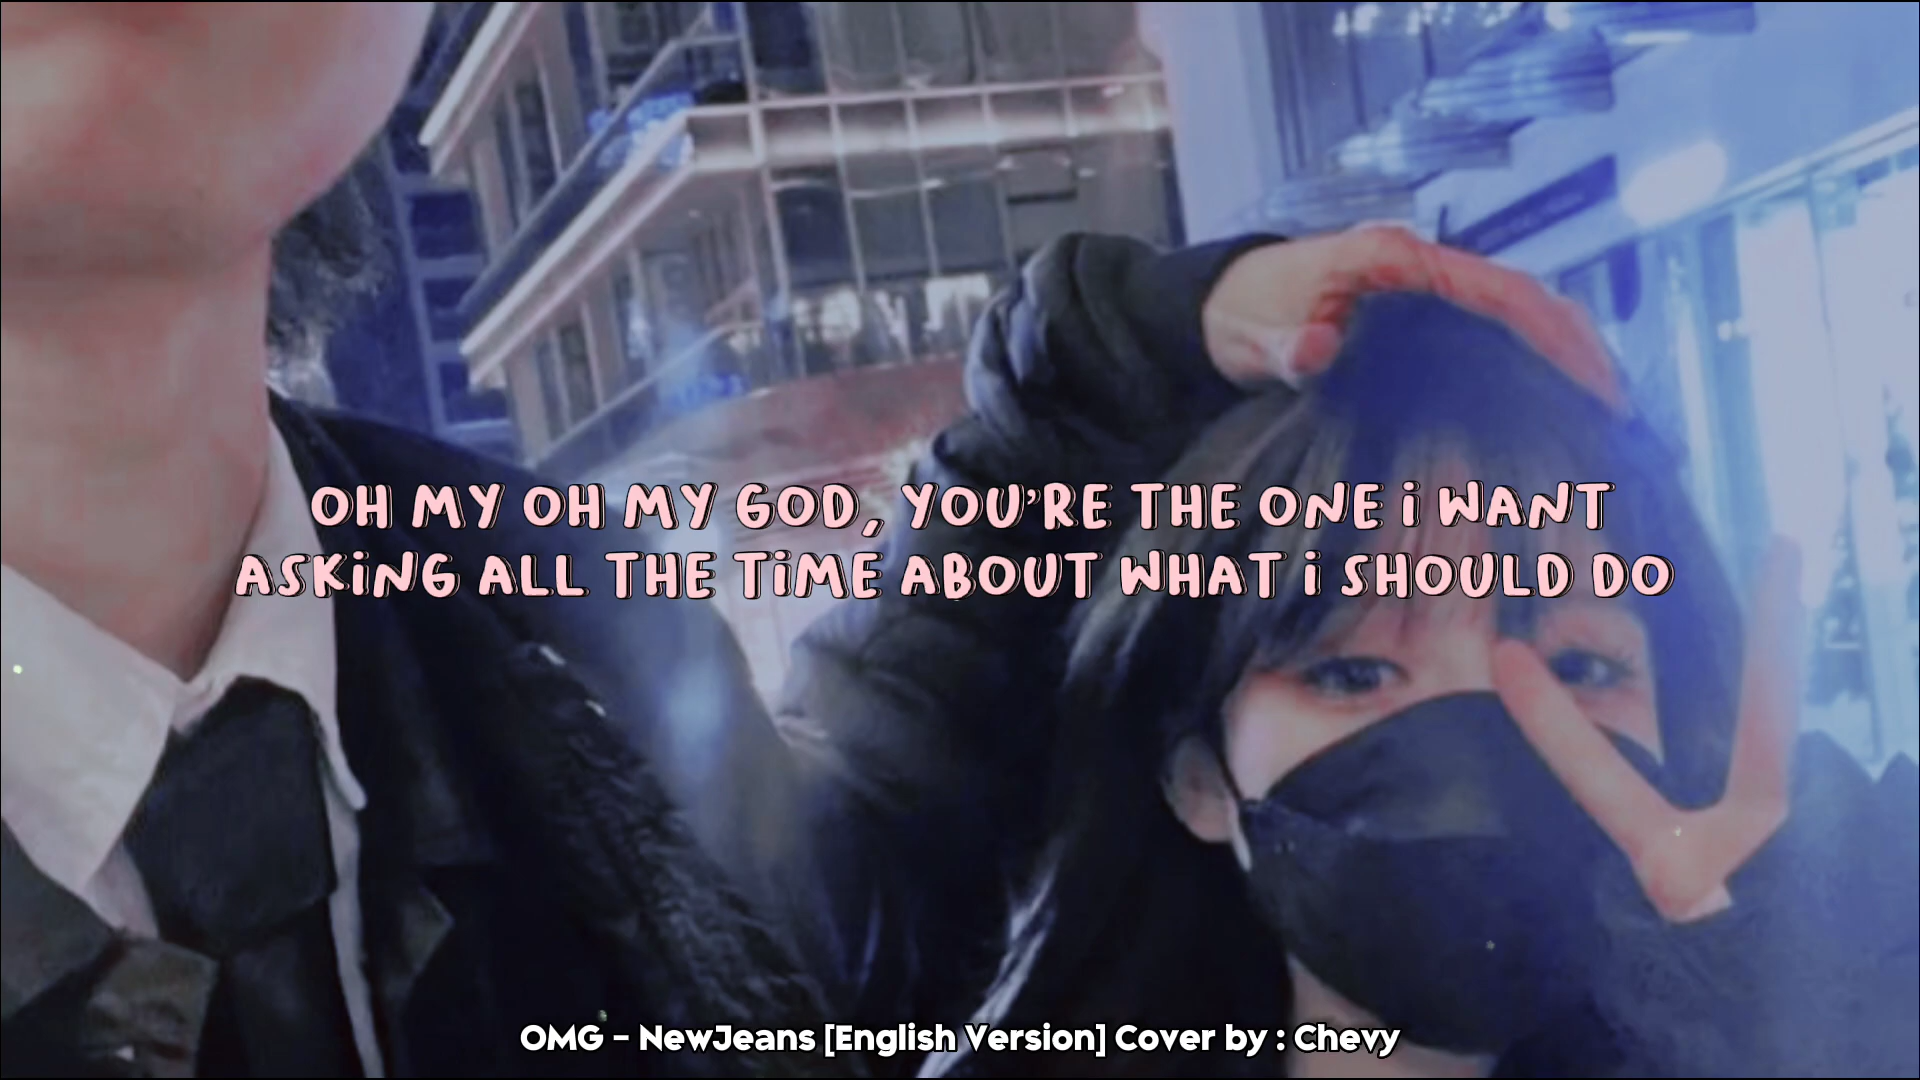 OH MY OH MY GOD, YOU'RE THE ONE i WANT
ASKiNG ALL THE TiME ABOUT WHAT i SHOULD DO
OMG - NewJeans [English Version] Cover by : Chevy